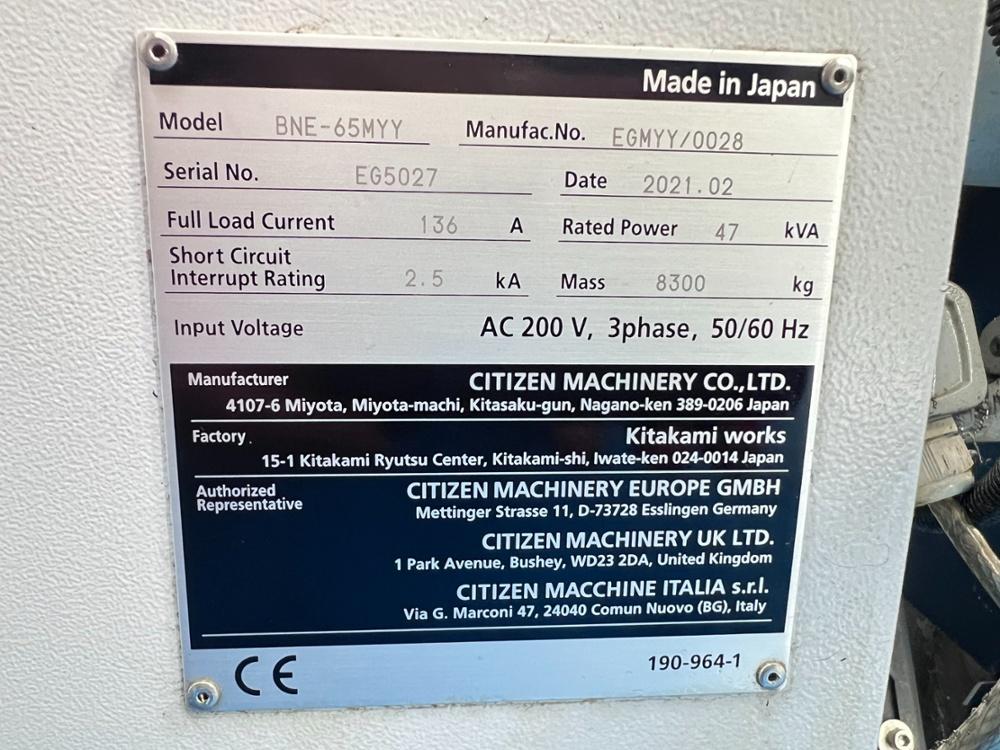 Made in Japan
Model BNE-65MYY Manufac.No. EGMYY/0028
Serial No. EG5027 Date 2021.02
Full Load Current 136 A Rated Power 47 kVA
Short Circuit
Interrupt Rating 2.5 kA Mass 8300 kg
Input Voltage AC 200 V, 3phase, 50/60 Hz
Manufacturer CITIZEN MACHINERY CO.,LTD.
4107-6 Miyota, Miyota-machi, Kitasaku-gun, Nagano-ken 389-0206 Japan
Factory Kitakami works
15-1 Kitakami Ryutsu Center, Kitakami-shi, Iwate-ken 024-0014 Japan
Authorized
Representative CITIZEN MACHINERY EUROPE GMBH
Mettinger Strasse 11, D-73728 Esslingen Germany
CITIZEN MACHINERY UK LTD.
1 Park Avenue, Bushey, WD23 2DA, United Kingdom
CITIZEN MACCHINE ITALIA s.r.l.
Via G. Marconi 47, 24040 Comun Nuovo (BG), Italy
CE 190-964-1